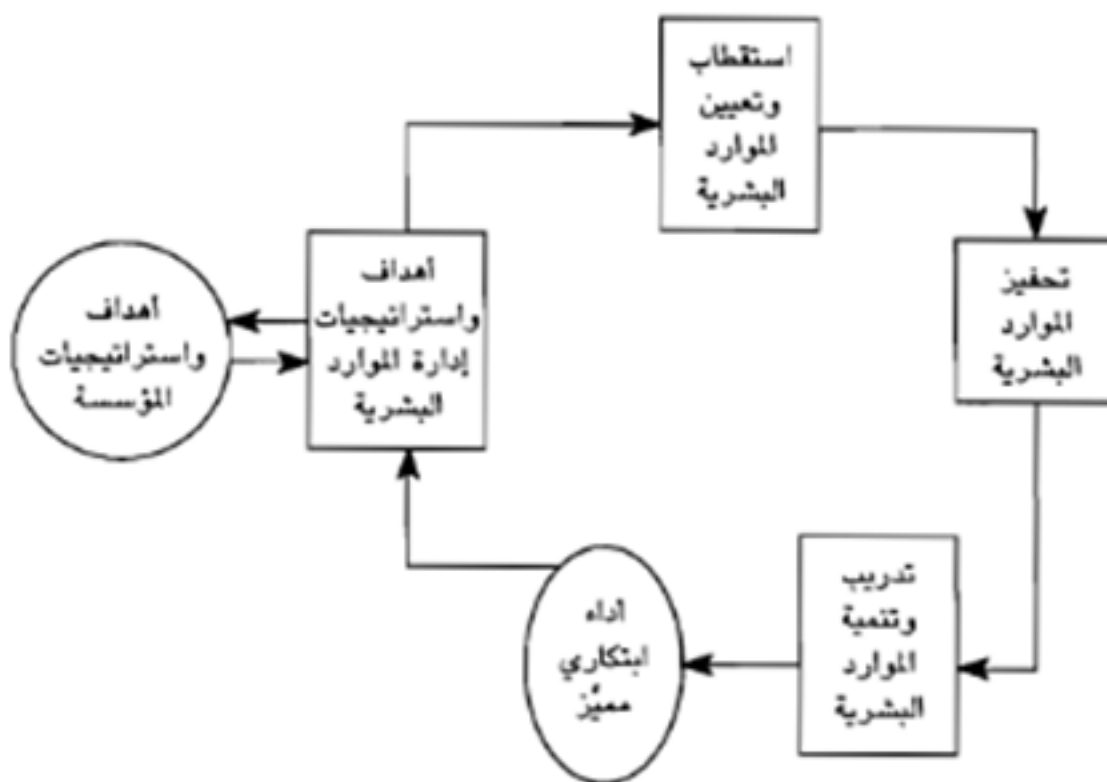 استقطاب
وتعيين
الموارد
البشرية
تحفيز
الموارد
البشرية
أهداف
واستراتيجيات
إدارة الموارد
البشرية
أهداف
واستراتيجيات
المؤسسة
تدريب
وتنمية
الموارد
البشرية
أداء
ابتكاري
مميَّز